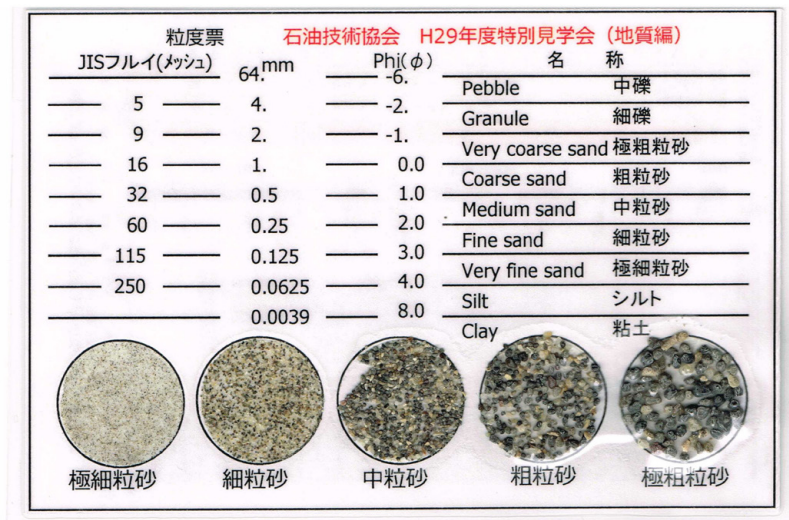 粒度票 石油技術協会 H29年度特別見学会（地質編）
JISフルイ(メッシュ) mm Phi(φ) 名 称
64. -6.
Pebble 中礫
5 4. -2.
Granule 細礫
9 2. -1.
Very coarse sand 極粗粒砂
16 1. 0.0
Coarse sand 粗粒砂
32 0.5 1.0
Medium sand 中粒砂
60 0.25 2.0
Fine sand 細粒砂
115 0.125 3.0
Very fine sand 極細粒砂
250 0.0625 4.0
Silt シルト
0.0039 8.0
Clay 粘土
極細粒砂 細粒砂 中粒砂 粗粒砂 極粗粒砂